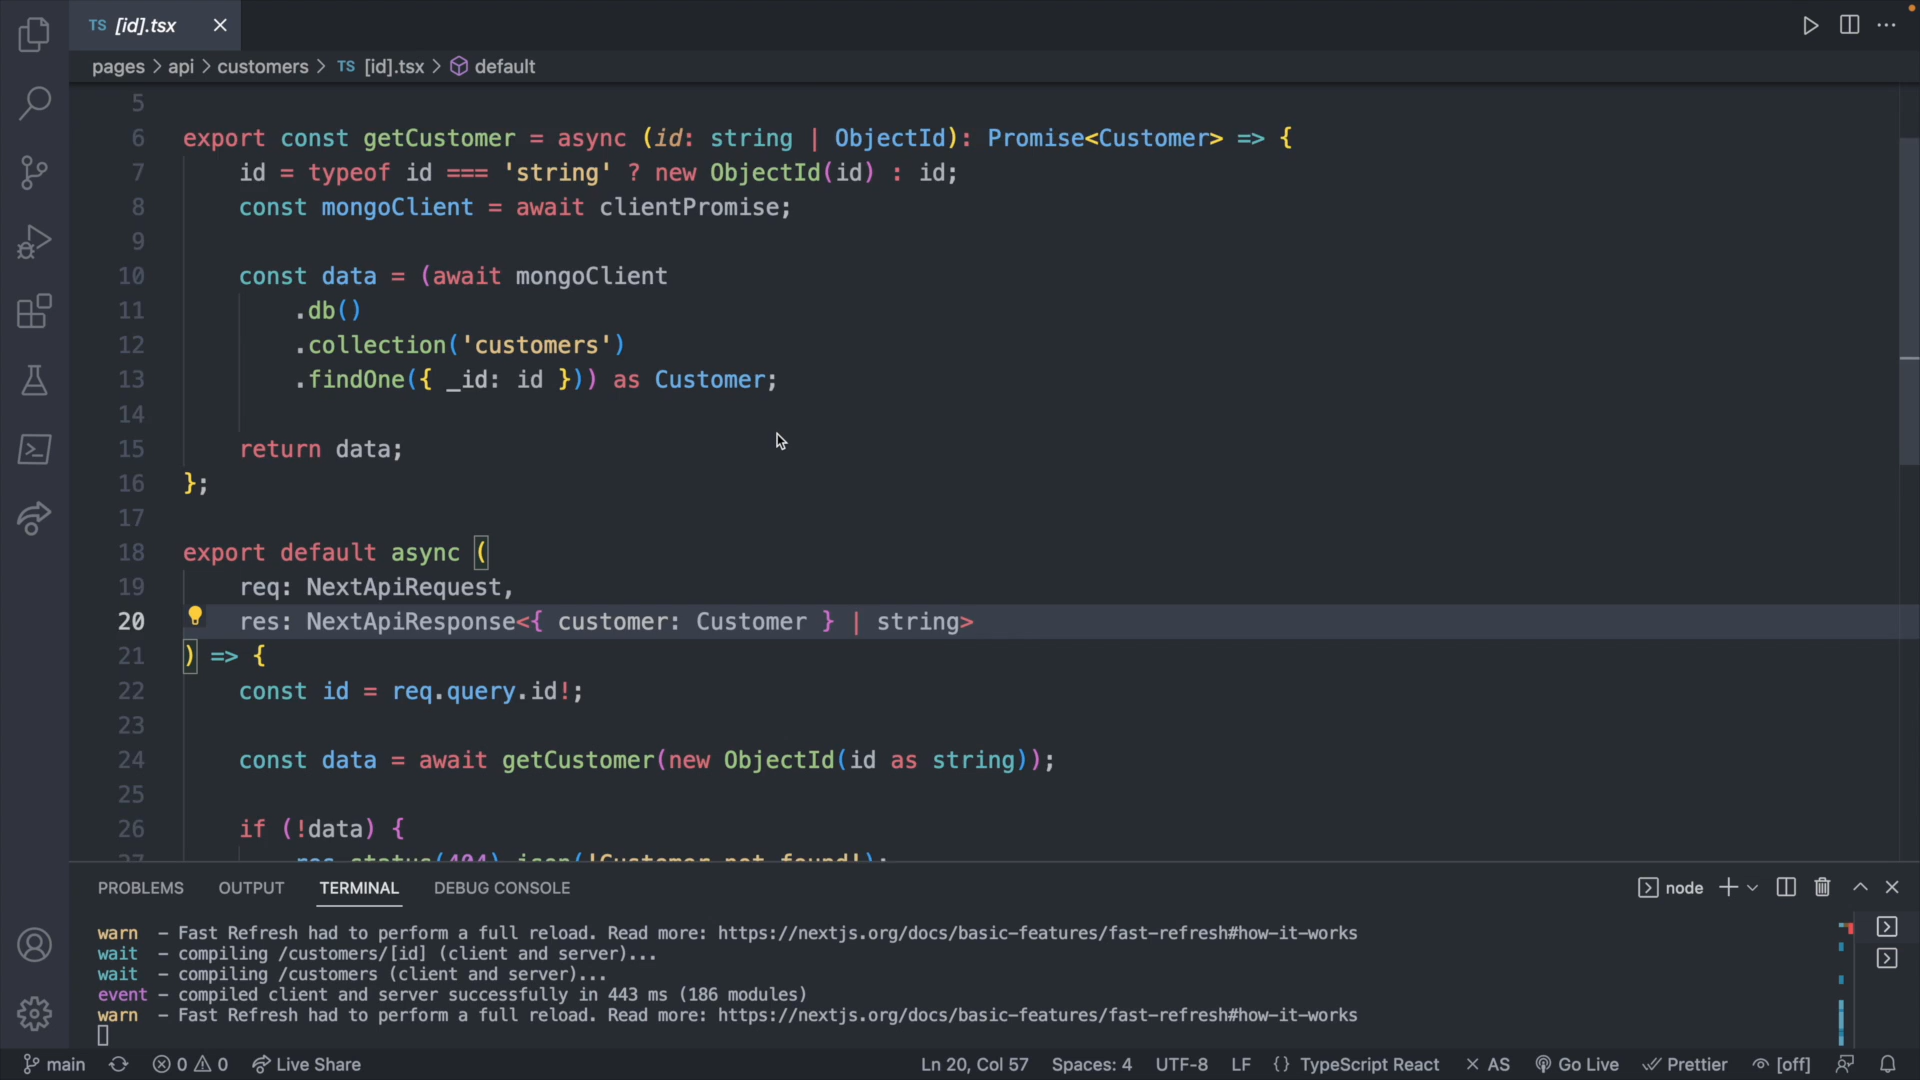 TS [id].tsx
pages > api > customers > TS [id].tsx > default
5
6 export const getCustomer = async (id: string | ObjectId): Promise<Customer> => {
7 id = typeof id === 'string' ? new ObjectId(id) : id;
8 const mongoClient = await clientPromise;
9
10 const data = (await mongoClient
11 .db()
12 .collection('customers')
13 .findOne({ _id: id })) as Customer;
14
15 return data;
16 };
17
18 export default async (
19 req: NextApiRequest,
20 res: NextApiResponse<{ customer: Customer } | string>
21 ) => {
22 const id = req.query.id!;
23
24 const data = await getCustomer(new ObjectId(id as string));
25
26 if (!data) {
27 res.status(404).json('Customer not found');
PROBLEMS OUTPUT TERMINAL DEBUG CONSOLE node
warn - Fast Refresh had to perform a full reload. Read more: https://nextjs.org/docs/basic-features/fast-refresh#how-it-works
wait - compiling /customers/[id] (client and server)...
wait - compiling /customers (client and server)...
event - compiled client and server successfully in 443 ms (186 modules)
warn - Fast Refresh had to perform a full reload. Read more: https://nextjs.org/docs/basic-features/fast-refresh#how-it-works
main 0 0 Live Share Ln 20, Col 57 Spaces: 4 UTF-8 LF {} TypeScript React × AS Go Live Prettier [off]